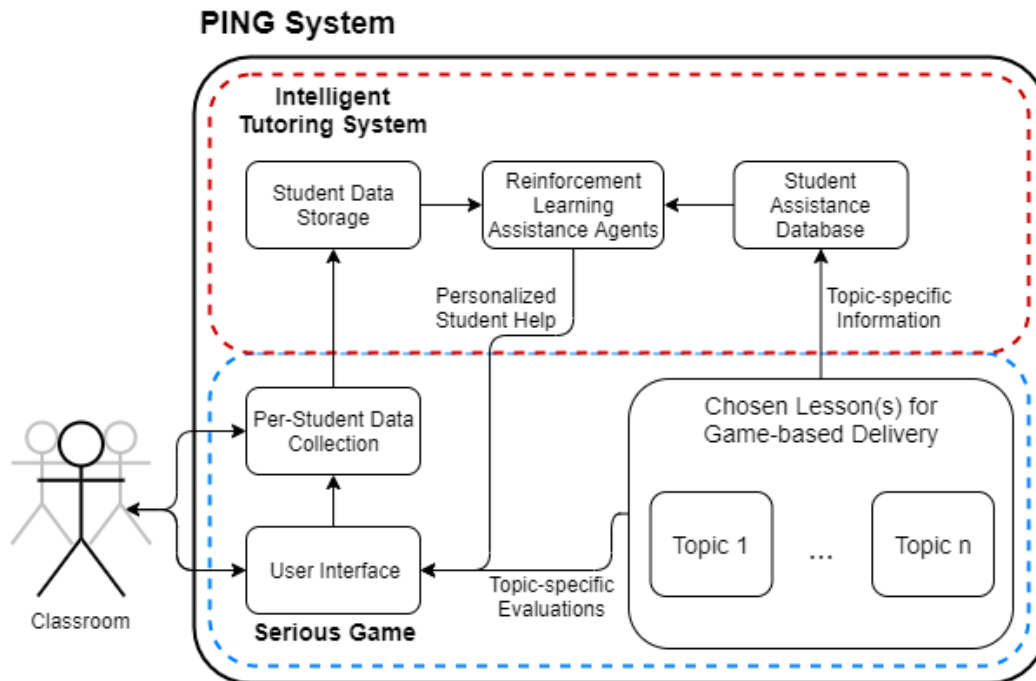 PING System
Intelligent
Tutoring System
Student Data
Storage
Reinforcement
Learning
Assistance Agents
Student
Assistance
Database
Personalized
Student Help
Topic-specific
Information
Per-Student Data
Collection
Chosen Lesson(s) for
Game-based Delivery
Topic 1
...
Topic n
User Interface
Topic-specific
Evaluations
Serious Game
Classroom